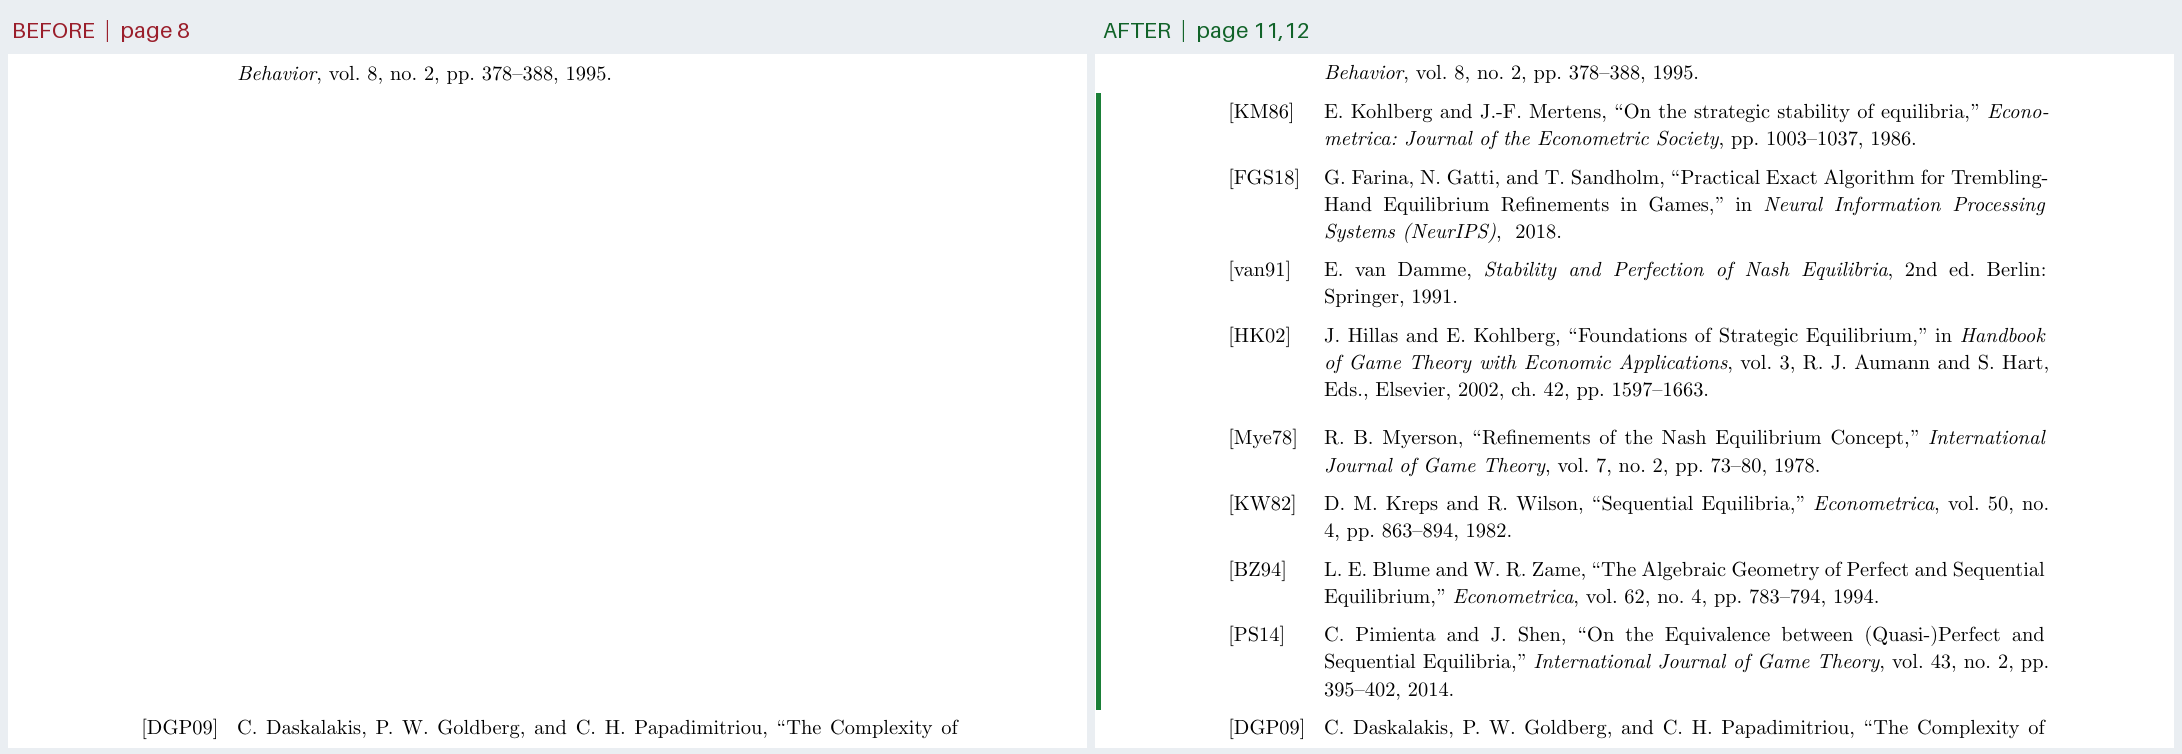 BEFORE | page 8
Behavior, vol. 8, no. 2, pp. 378–388, 1995.
[DGP09] C. Daskalakis, P. W. Goldberg, and C. H. Papadimitriou, “The Complexity of
AFTER | page 11,12
Behavior, vol. 8, no. 2, pp. 378–388, 1995.
[KM86] E. Kohlberg and J.-F. Mertens, “On the strategic stability of equilibria,” Econo-
metrica: Journal of the Econometric Society, pp. 1003–1037, 1986.
[FGS18] G. Farina, N. Gatti, and T. Sandholm, “Practical Exact Algorithm for Trembling-
Hand Equilibrium Refinements in Games,” in Neural Information Processing
Systems (NeurIPS), 2018.
[van91] E. van Damme, Stability and Perfection of Nash Equilibria, 2nd ed. Berlin:
Springer, 1991.
[HK02] J. Hillas and E. Kohlberg, “Foundations of Strategic Equilibrium,” in Handbook
of Game Theory with Economic Applications, vol. 3, R. J. Aumann and S. Hart,
Eds., Elsevier, 2002, ch. 42, pp. 1597–1663.
[Mye78] R. B. Myerson, “Refinements of the Nash Equilibrium Concept,” International
Journal of Game Theory, vol. 7, no. 2, pp. 73–80, 1978.
[KW82] D. M. Kreps and R. Wilson, “Sequential Equilibria,” Econometrica, vol. 50, no.
4, pp. 863–894, 1982.
[BZ94] L. E. Blume and W. R. Zame, “The Algebraic Geometry of Perfect and Sequential
Equilibrium,” Econometrica, vol. 62, no. 4, pp. 783–794, 1994.
[PS14] C. Pimienta and J. Shen, “On the Equivalence between (Quasi-)Perfect and
Sequential Equilibria,” International Journal of Game Theory, vol. 43, no. 2, pp.
395–402, 2014.
[DGP09] C. Daskalakis, P. W. Goldberg, and C. H. Papadimitriou, “The Complexity of